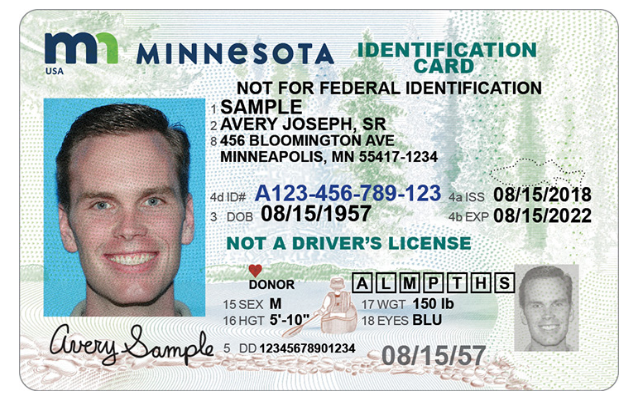 mn MINNESOTA IDENTIFICATION
USA CARD
NOT FOR FEDERAL IDENTIFICATION
1 SAMPLE
2 AVERY JOSEPH, SR
8 456 BLOOMINGTON AVE
MINNEAPOLIS, MN 55417-1234
4d ID# A123-456-789-123 4a ISS 08/15/2018
3 DOB 08/15/1957 4b EXP 08/15/2022
NOT A DRIVER'S LICENSE
DONOR A L M P T H S
15 SEX M 17 WGT 150 lb
16 HGT 5'-10" 18 EYES BLU
Avery Sample
5 DD 12345678901234 08/15/57